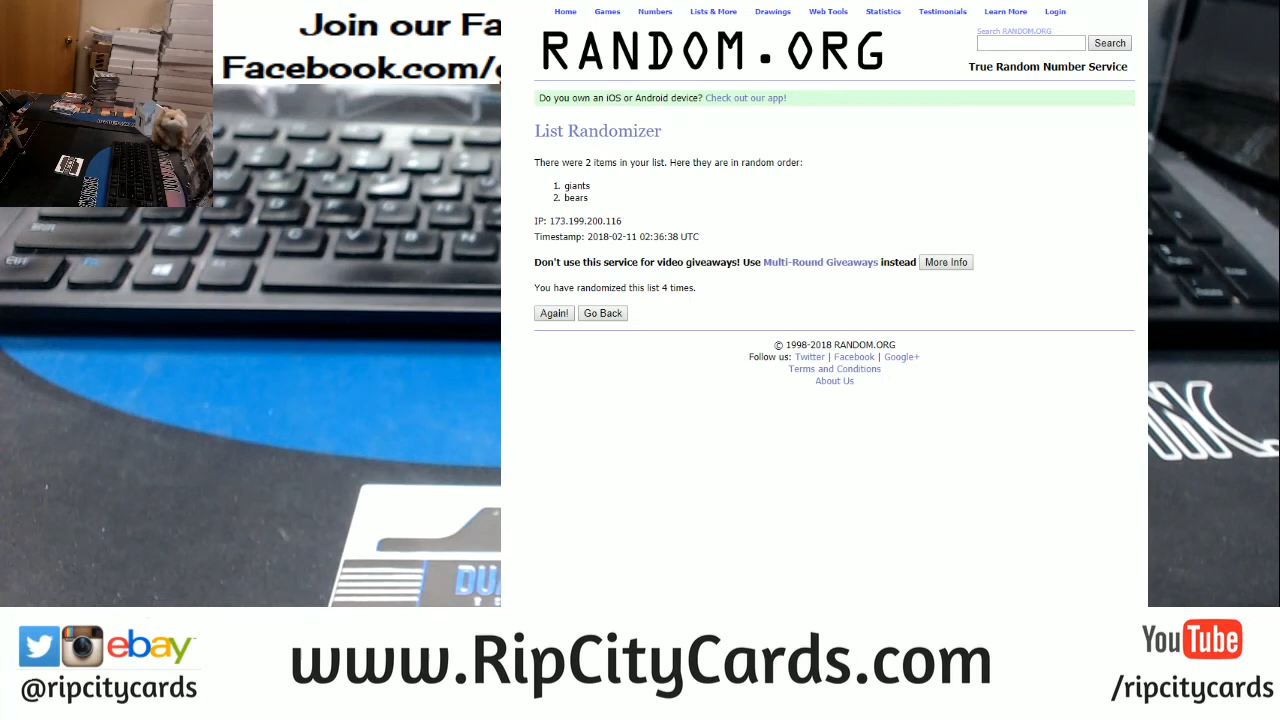 Join our Fa
Facebook.com/
Home Games Numbers Lists & More Drawings Web Tools Statistics Testimonials Learn More Login
RANDOM.ORG
Search RANDOM.ORG
Search
True Random Number Service
Do you own an iOS or Android device? Check out our app!
List Randomizer
There were 2 items in your list. Here they are in random order:
1. giants
2. bears
IP: 173.199.200.116
Timestamp: 2018-02-11 02:36:38 UTC
Don't use this service for video giveaways! Use Multi-Round Giveaways instead More Info
You have randomized this list 4 times.
Again! Go Back
© 1998-2018 RANDOM.ORG
Follow us: Twitter | Facebook | Google+
Terms and Conditions
About Us
ebay
@ripcitycards
www.RipCityCards.com
YouTube
/ripcitycards